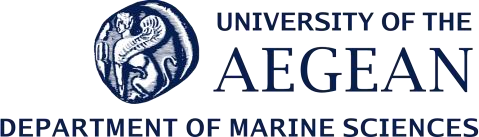 UNIVERSITY OF THE
AEGEAN
DEPARTMENT OF MARINE SCIENCES